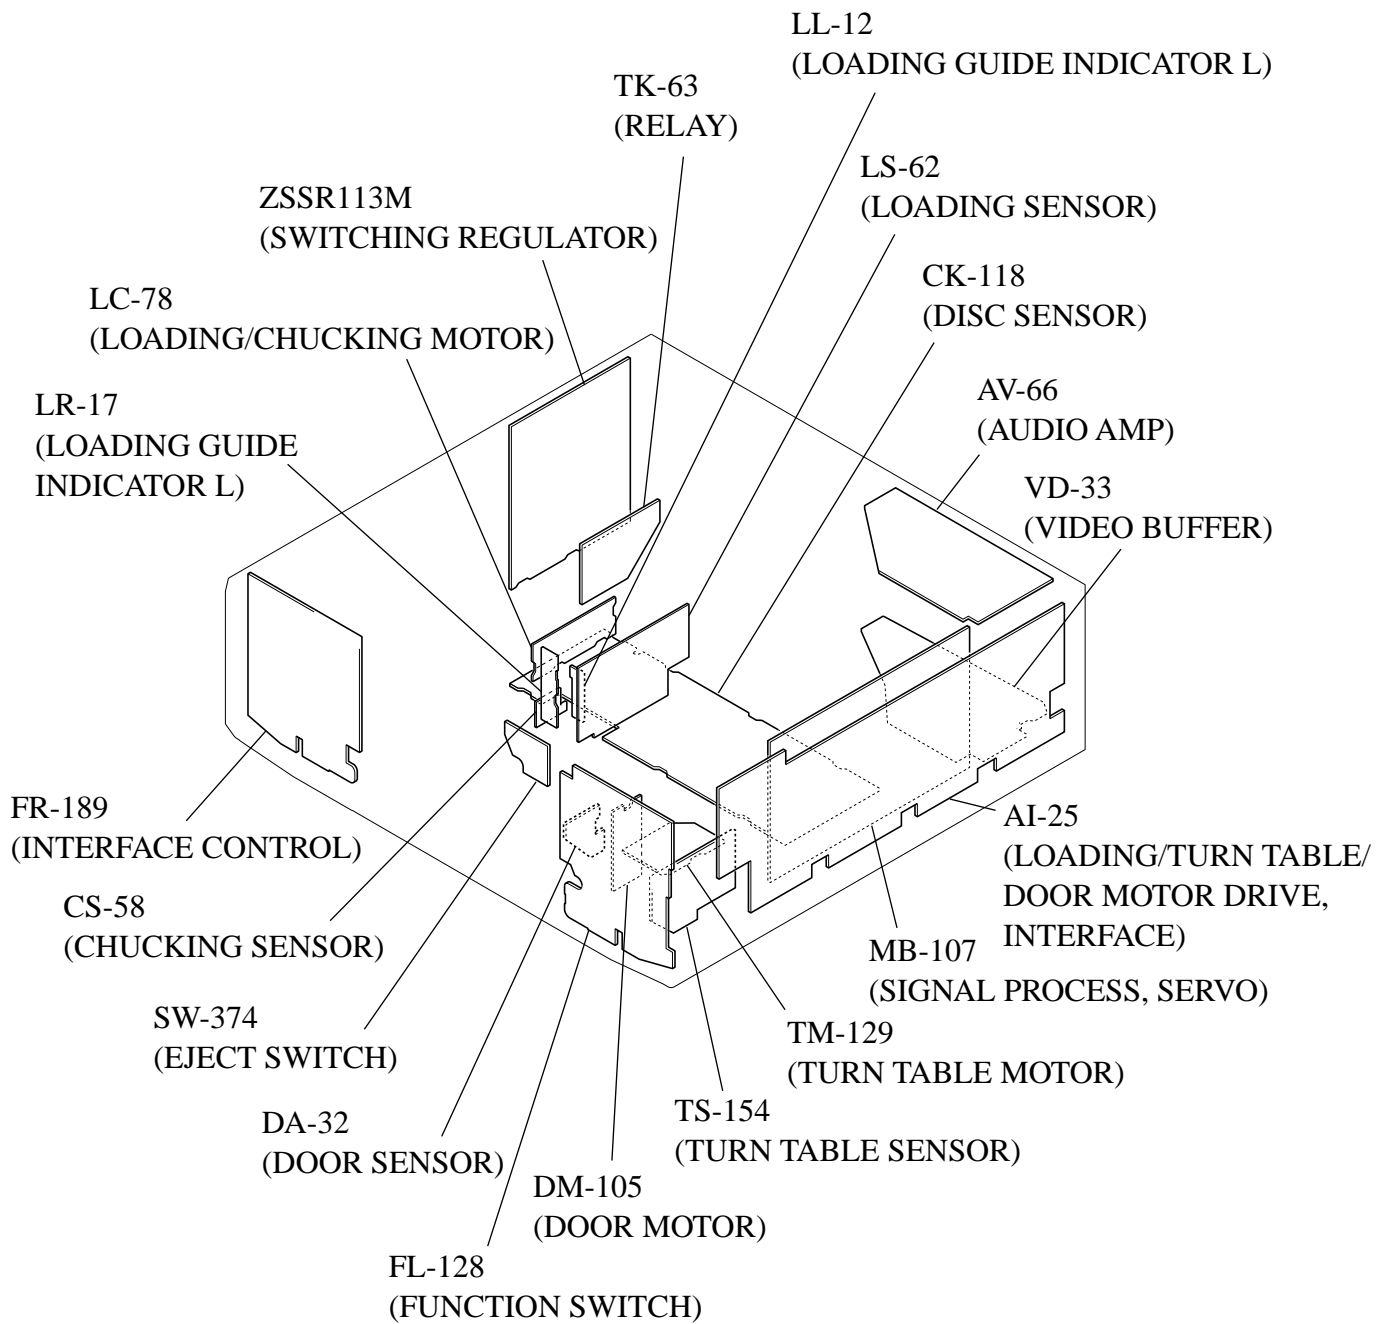 LL-12
(LOADING GUIDE INDICATOR L)
TK-63
(RELAY)
LS-62
(LOADING SENSOR)
ZSSR113M
(SWITCHING REGULATOR)
CK-118
(DISC SENSOR)
LC-78
(LOADING/CHUCKING MOTOR)
AV-66
(AUDIO AMP)
LR-17
(LOADING GUIDE
INDICATOR L)
VD-33
(VIDEO BUFFER)
FR-189
(INTERFACE CONTROL)
AI-25
(LOADING/TURN TABLE/
DOOR MOTOR DRIVE,
INTERFACE)
CS-58
(CHUCKING SENSOR)
MB-107
(SIGNAL PROCESS, SERVO)
SW-374
(EJECT SWITCH)
TM-129
(TURN TABLE MOTOR)
DA-32
(DOOR SENSOR)
TS-154
(TURN TABLE SENSOR)
DM-105
(DOOR MOTOR)
FL-128
(FUNCTION SWITCH)